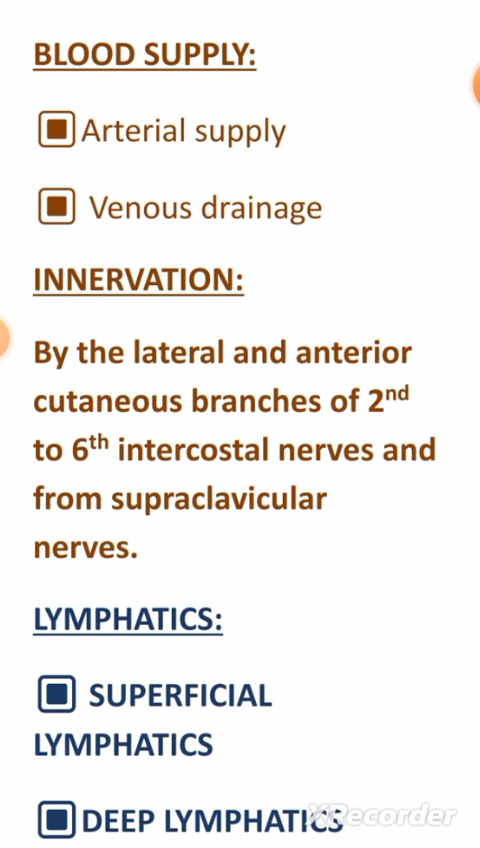 BLOOD SUPPLY:
Arterial supply
Venous drainage
INNERVATION:
By the lateral and anterior
cutaneous branches of 2nd
to 6th intercostal nerves and
from supraclavicular
nerves.
LYMPHATICS:
SUPERFICIAL
LYMPHATICS
DEEP LYMPHATICS
XRecorder